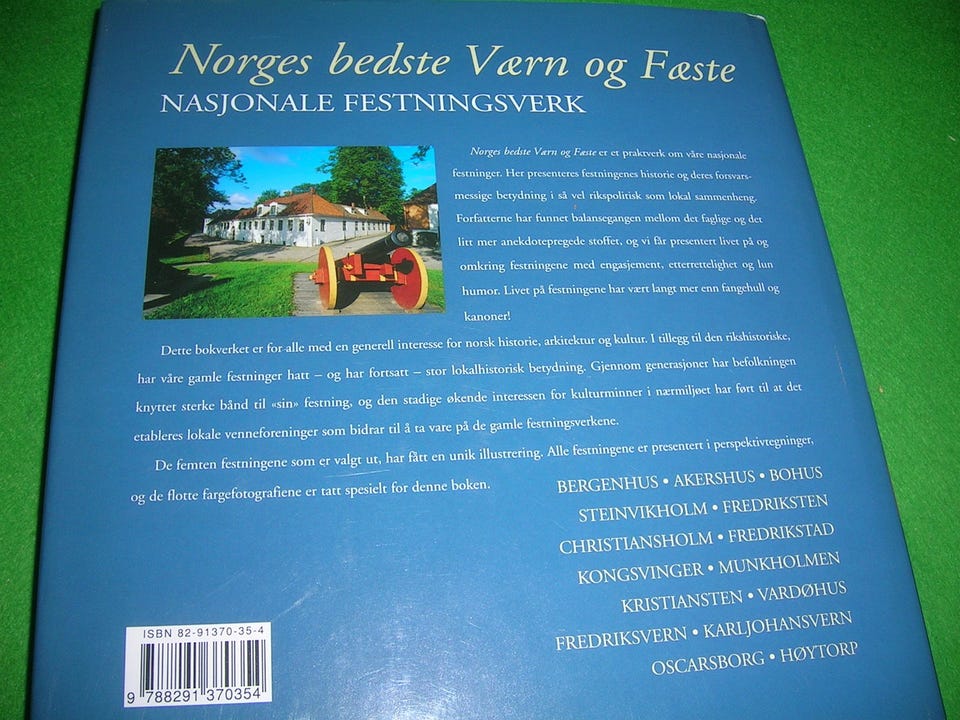 Norges bedste Værn og Fæste
NASJONALE FESTNINGSVERK
Norges bedste Værn og Fæste er et praktverk om våre nasjonale
festninger. Her presenteres festningenes historie og deres forsvars-
messige betydning i så vel rikspolitisk som lokal sammenheng.
Forfatterne har funnet balansegangen mellom det faglige og det
litt mer anekdotepregede stoffet, og vi får presentert livet på og
omkring festningene med engasjement, etterrettelighet og lun
humor. Livet på festningene har vært langt mer enn fangehull og
kanoner!
Dette bokverket er for alle med en generell interesse for norsk historie, arkitektur og kultur. I tillegg til den rikshistoriske,
har våre gamle festninger hatt – og har fortsatt – stor lokalhistorisk betydning. Gjennom generasjoner har befolkningen
knyttet sterke bånd til «sin» festning, og den stadige økende interessen for kulturminner i nærmiljøet har ført til at det
etableres lokale venneforeninger som bidrar til å ta vare på de gamle festningsverkene.
De femten festningene som er valgt ut, har fått en unik illustrering. Alle festningene er presentert i perspektivtegninger,
og de flotte fargefotografiene er tatt spesielt for denne boken.
BERGENHUS • AKERSHUS • BOHUS
STEINVIKHOLM • FREDRIKSTEN
CHRISTIANSHOLM • FREDRIKSTAD
KONGSVINGER • MUNKHOLMEN
KRISTIANSTEN • VARDØHUS
FREDRIKSVERN • KARLJOHANSVERN
OSCARSBORG • HØYTORP
ISBN 82-91370-35-4
9 788291 370354